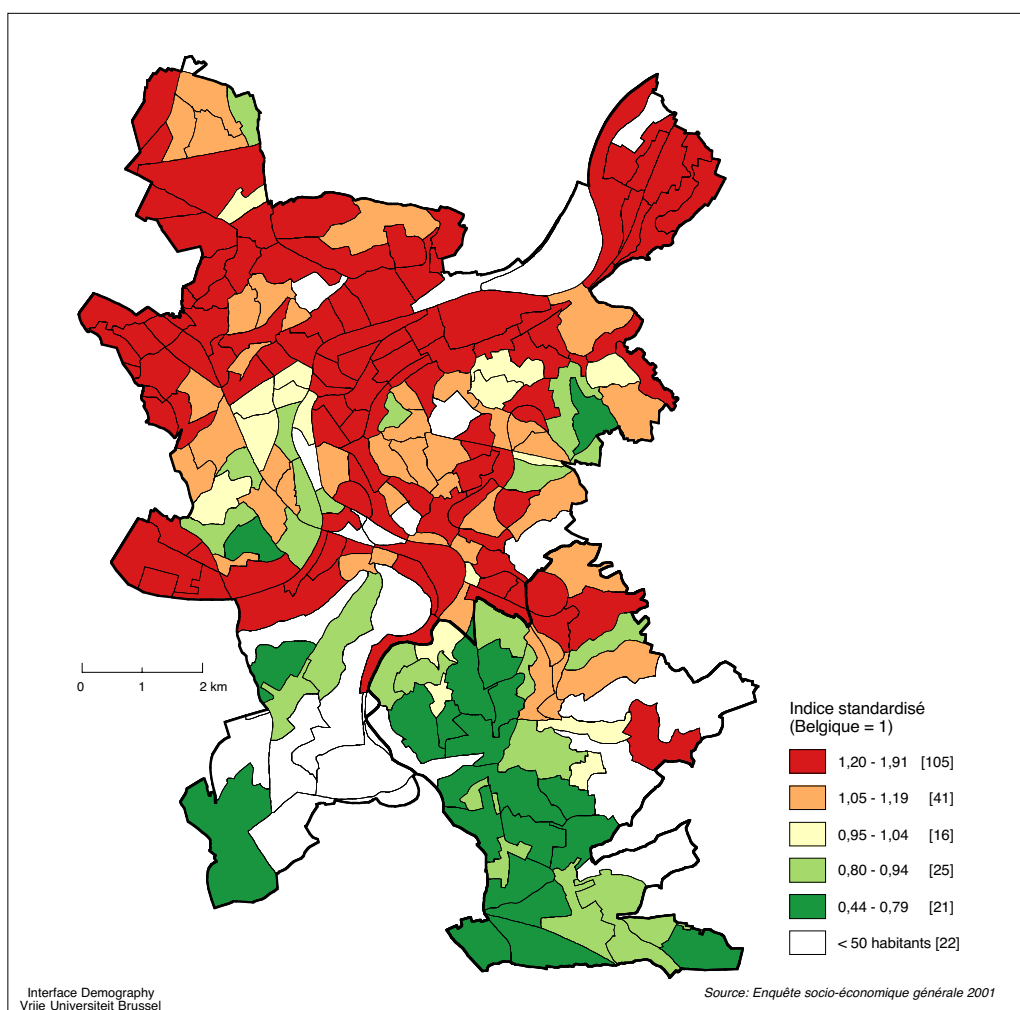 0 1 2 km
Indice standardisé
(Belgique = 1)
1,20 - 1,91 [105]
1,05 - 1,19 [41]
0,95 - 1,04 [16]
0,80 - 0,94 [25]
0,44 - 0,79 [21]
< 50 habitants [22]
Interface Demography
Vrije Universiteit Brussel
Source: Enquête socio-économique générale 2001